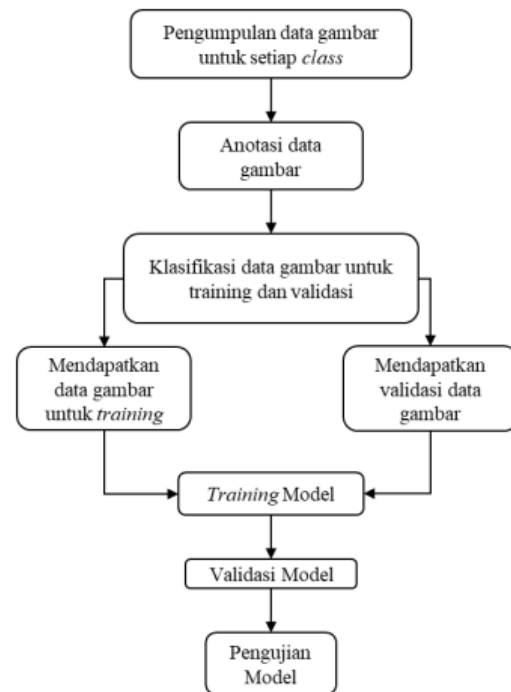 Pengumpulan data gambar
untuk setiap class
Anotasi data
gambar
Klasifikasi data gambar untuk
training dan validasi
Mendapatkan
data gambar
untuk training
Mendapatkan
validasi data
gambar
Training Model
Validasi Model
Pengujian
Model